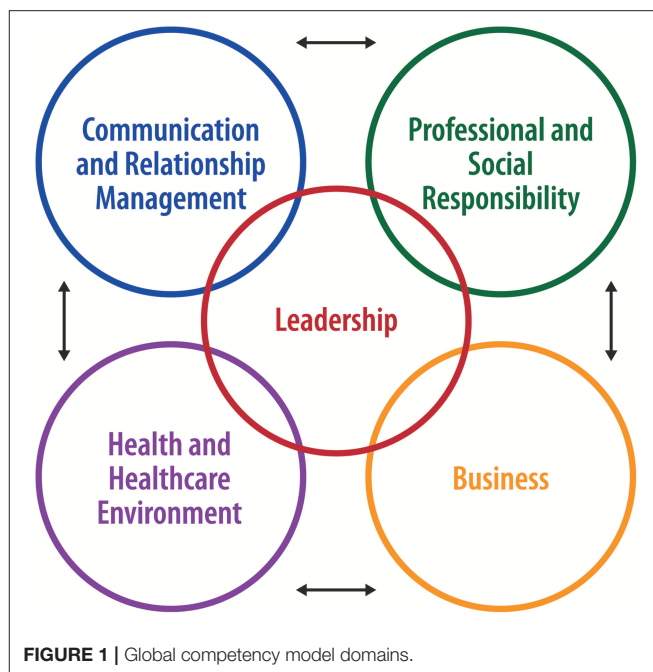 Communication
and Relationship
Management
Professional and
Social
Responsibility
Leadership
Health and
Healthcare
Environment
Business
FIGURE 1 | Global competency model domains.